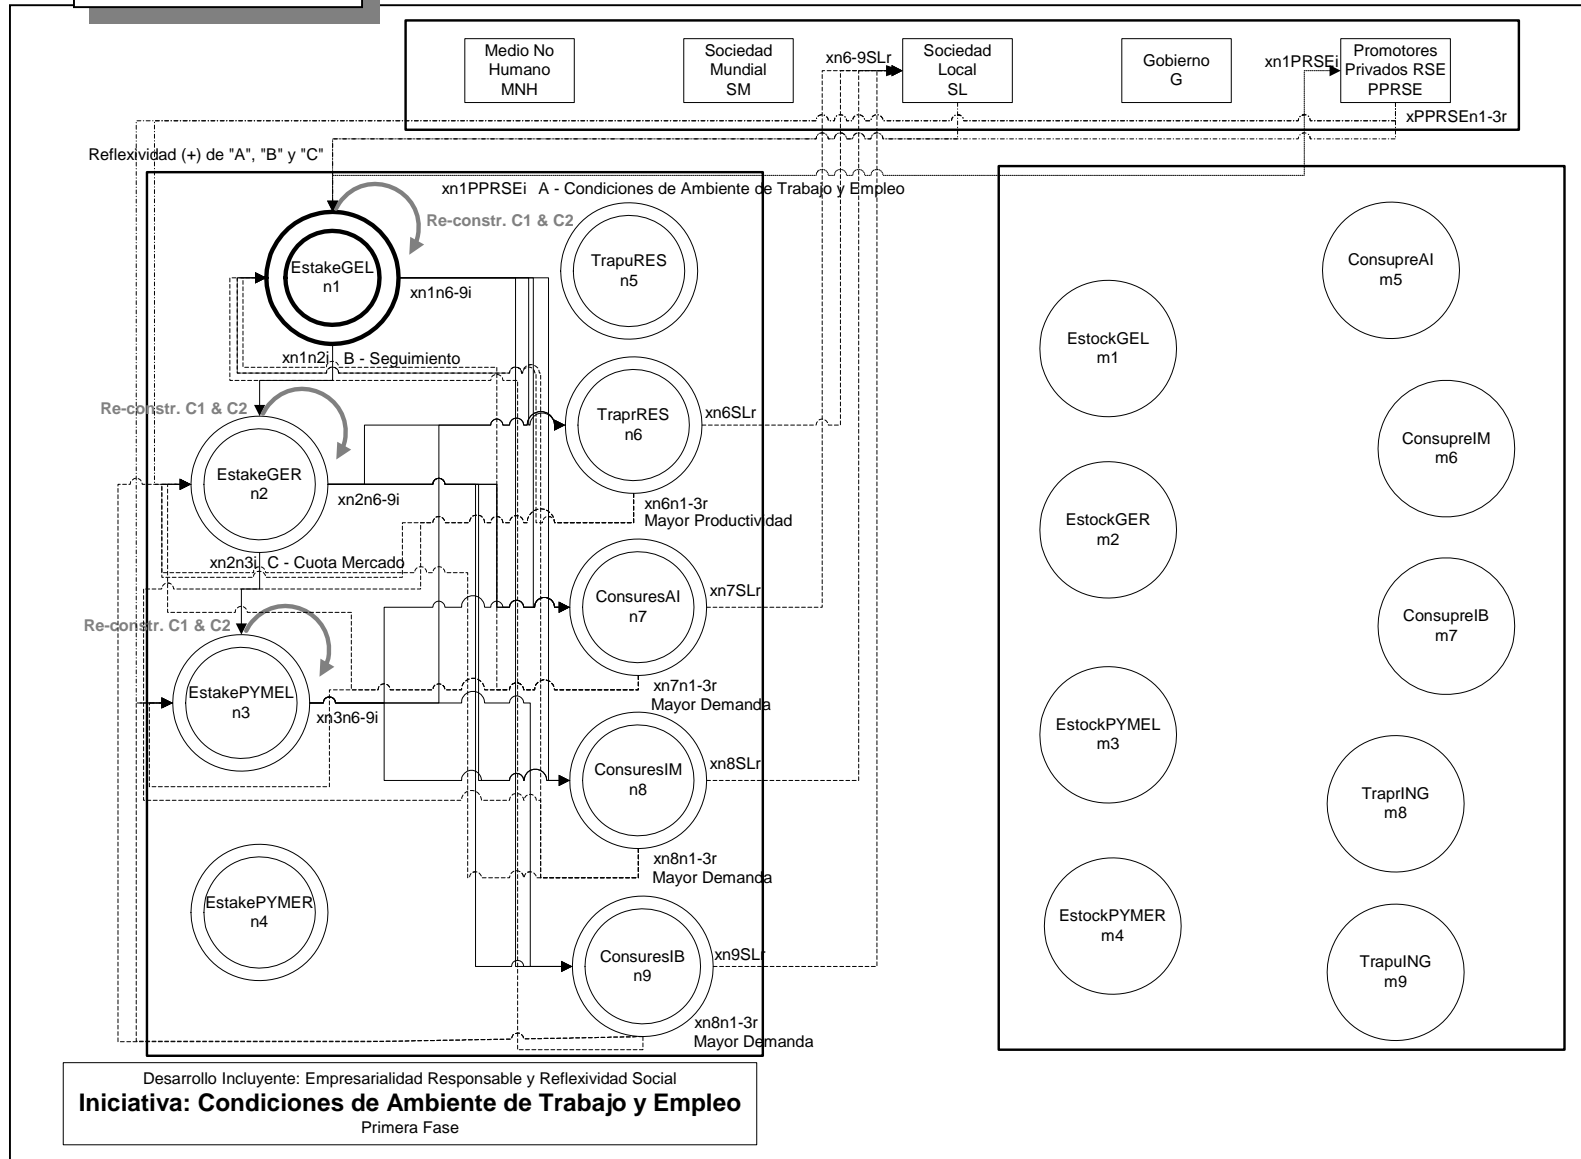 Medio No
Humano
MNH
Sociedad
Mundial
SM
xn6-9SLr
Sociedad
Local
SL
Gobierno
G
xn1PRSEi
Promotores
Privados RSE
PPRSE
xPPRSEn1-3r
Reflexividad (+) de "A", "B" y "C"
xn1PPRSEi
A - Condiciones de Ambiente de Trabajo y Empleo
Re-constr. C1 & C2
EstakeGEL
n1
xn1n6-9i
TrapuRES
n5
xn1n2i
B - Seguimiento
Re-constr. C1 & C2
EstakeGER
n2
xn2n6-9i
TraprRES
n6
xn6SLr
xn6n1-3r
Mayor Productividad
xn2n3i
C - Cuota Mercado
Re-constr. C1 & C2
EstakePYMEL
n3
xn3n6-9i
ConsuresAI
n7
xn7SLr
xn7n1-3r
Mayor Demanda
ConsuresIM
n8
xn8SLr
xn8n1-3r
Mayor Demanda
EstakePYMER
n4
ConsuresIB
n9
xn9SLr
xn8n1-3r
Mayor Demanda
EstockGEL
m1
EstockGER
m2
EstockPYMEL
m3
EstockPYMER
m4
ConsupreAI
m5
ConsupreIM
m6
ConsupreIB
m7
TraprING
m8
TrapuING
m9
Desarrollo Incluyente: Empresarialidad Responsable y Reflexividad Social
Iniciativa: Condiciones de Ambiente de Trabajo y Empleo
Primera Fase